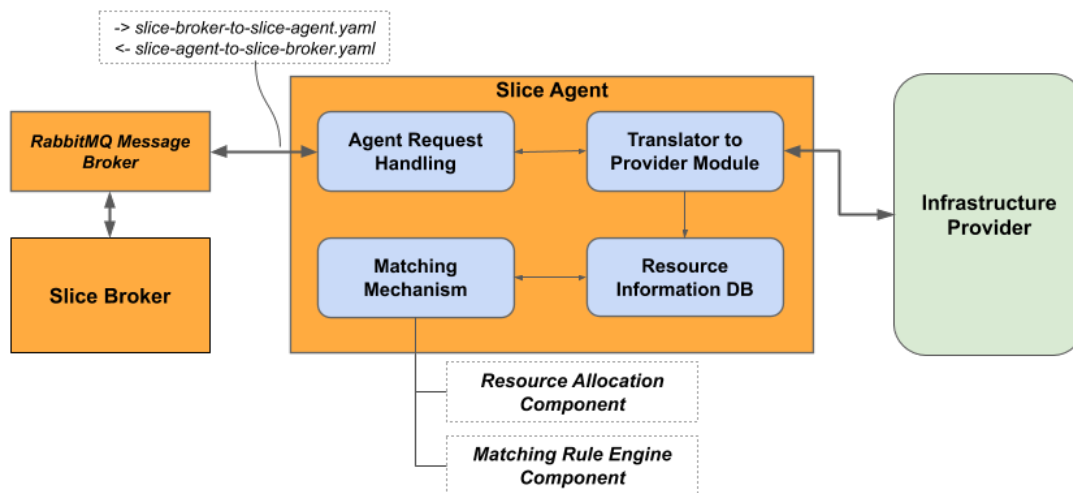 -> slice-broker-to-slice-agent.yaml
<- slice-agent-to-slice-broker.yaml
Slice Agent
RabbitMQ Message
Broker
Agent Request
Handling
Translator to
Provider Module
Infrastructure
Provider
Slice Broker
Matching
Mechanism
Resource
Information DB
Resource Allocation
Component
Matching Rule Engine
Component